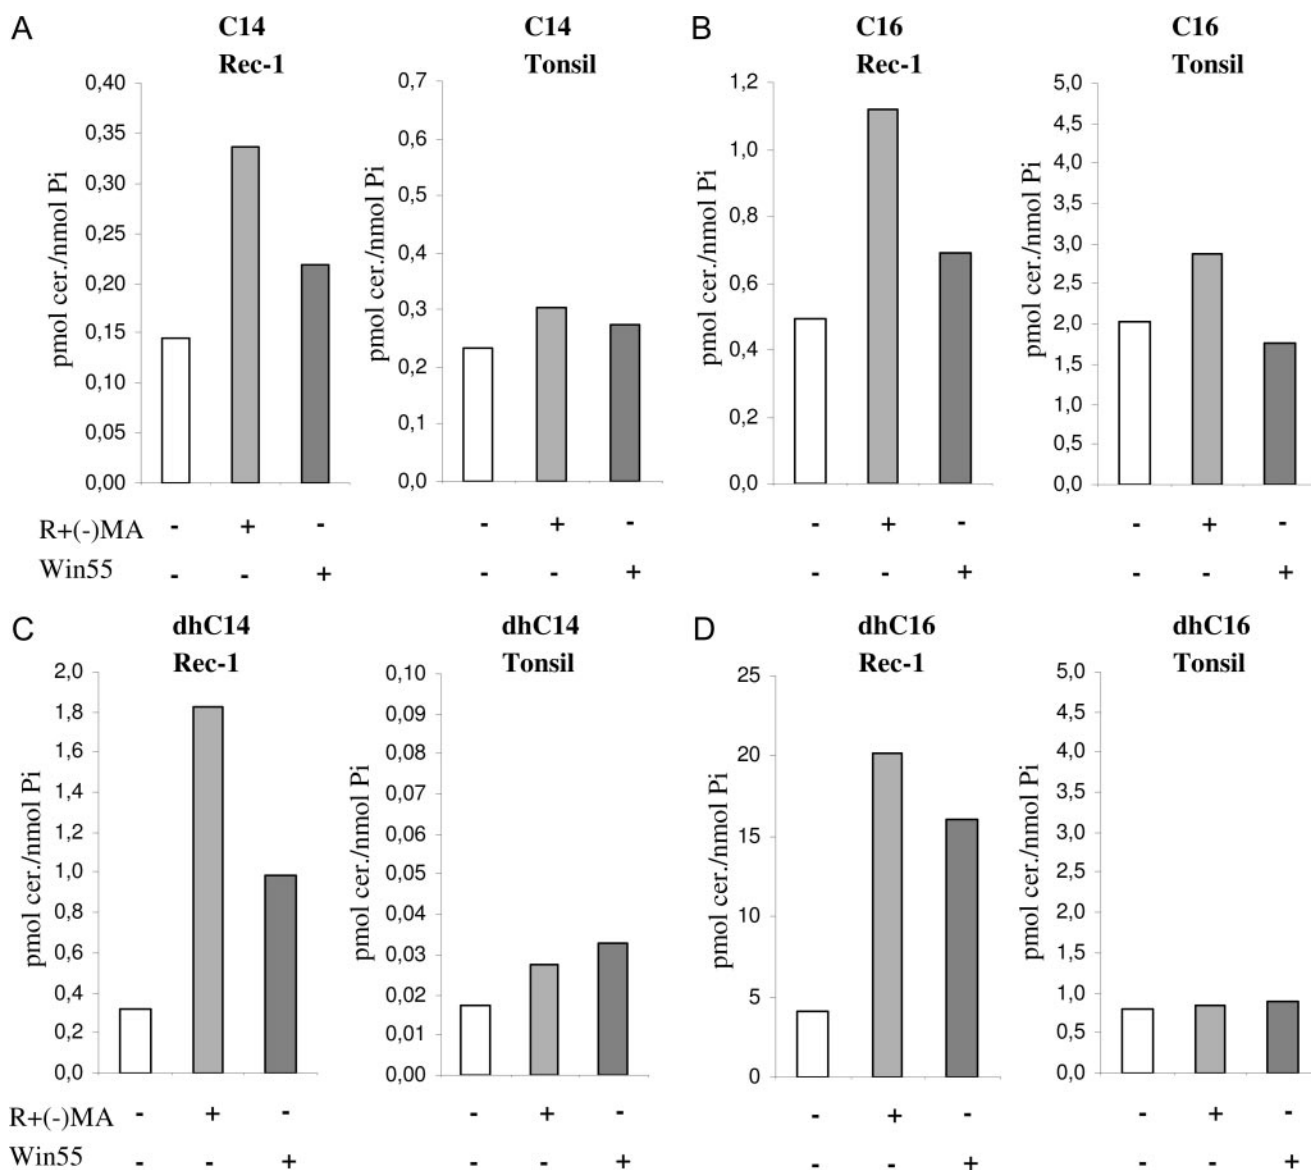 A
C14
Rec-1
pmol cer./nmol Pi
0,40
0,35
0,30
0,25
0,20
0,15
0,10
0,05
0,00
C14
Tonsil
pmol cer./nmol Pi
0,7
0,6
0,5
0,4
0,3
0,2
0,1
0,0
B
C16
Rec-1
pmol cer./nmol Pi
1,2
1,0
0,8
0,6
0,4
0,2
0,0
C16
Tonsil
pmol cer./nmol Pi
5,0
4,5
4,0
3,5
3,0
2,5
2,0
1,5
1,0
0,5
0,0
R+(-)MA - + - - + - - + - - + -
Win55 - - + - - + - - + - - +
C
dhC14
Rec-1
pmol cer./nmol Pi
2,0
1,8
1,6
1,4
1,2
1,0
0,8
0,6
0,4
0,2
0,0
dhC14
Tonsil
pmol cer./nmol Pi
0,10
0,09
0,08
0,07
0,06
0,05
0,04
0,03
0,02
0,01
0,00
D
dhC16
Rec-1
pmol cer./nmol Pi
25
20
15
10
5
0
dhC16
Tonsil
pmol cer./nmol Pi
5,0
4,5
4,0
3,5
3,0
2,5
2,0
1,5
1,0
0,5
0,0
R+(-)MA - + - - + - - + - - + -
Win55 - - + - - + - - + - - +